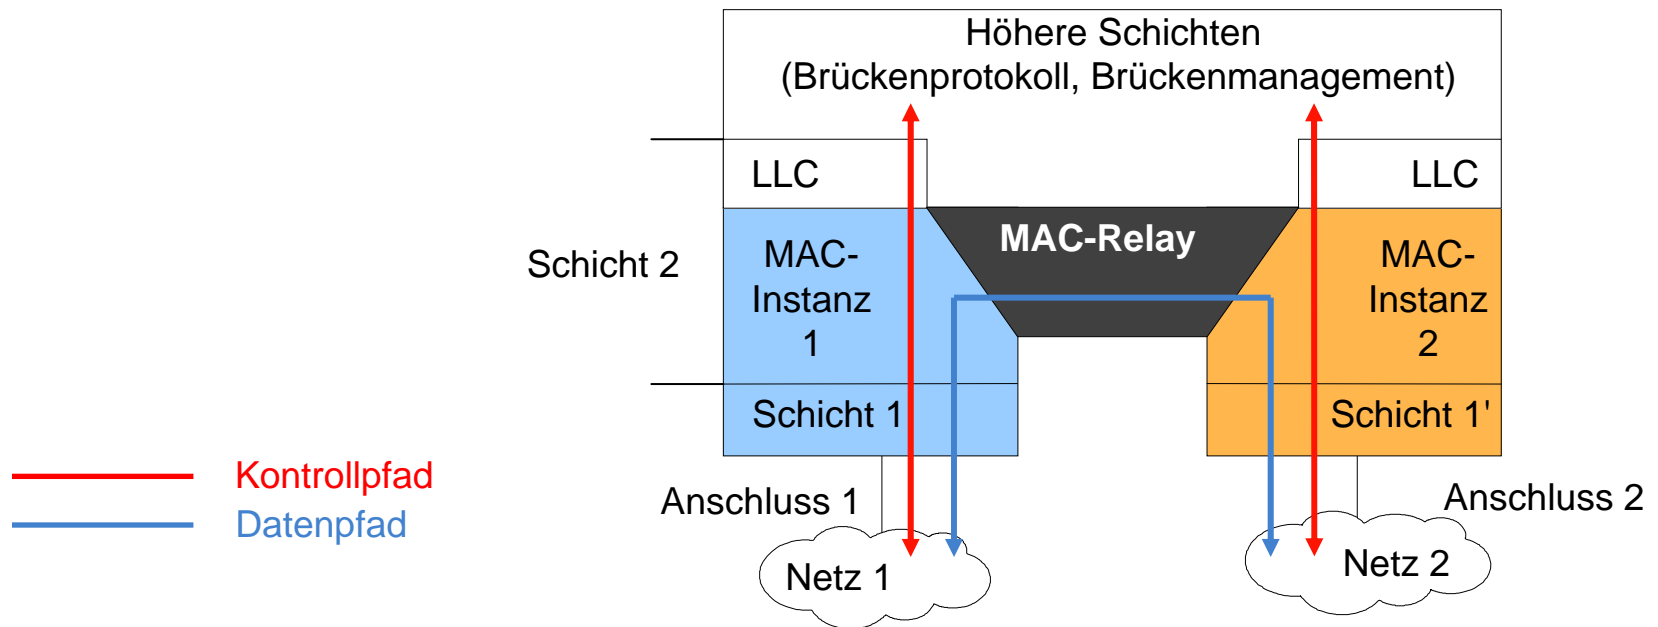 Höhere Schichten
(Brückenprotokoll, Brückenmanagement)
LLC
LLC
MAC-Relay
Schicht 2
MAC-
Instanz
1
MAC-
Instanz
2
Schicht 1
Schicht 1'
Kontrollpfad
Datenpfad
Anschluss 1
Anschluss 2
Netz 1
Netz 2